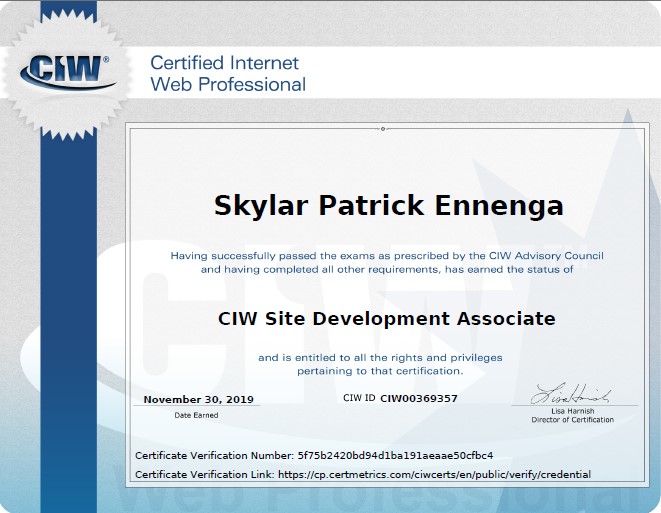 CIW®
Certified Internet
Web Professional
Skylar Patrick Ennenga
Having successfully passed the exams as prescribed by the CIW Advisory Council
and having completed all other requirements, has earned the status of
CIW Site Development Associate
and is entitled to all the rights and privileges
pertaining to that certification.
November 30, 2019
Date Earned
CIW ID CIW00369357
Lisa Harnish
Lisa Harnish
Director of Certification
Certificate Verification Number: 5f75b2420bd94d1ba191aeaae50cfbc4
Certificate Verification Link: https://cp.certmetrics.com/ciwcerts/en/public/verify/credential
Web Professional